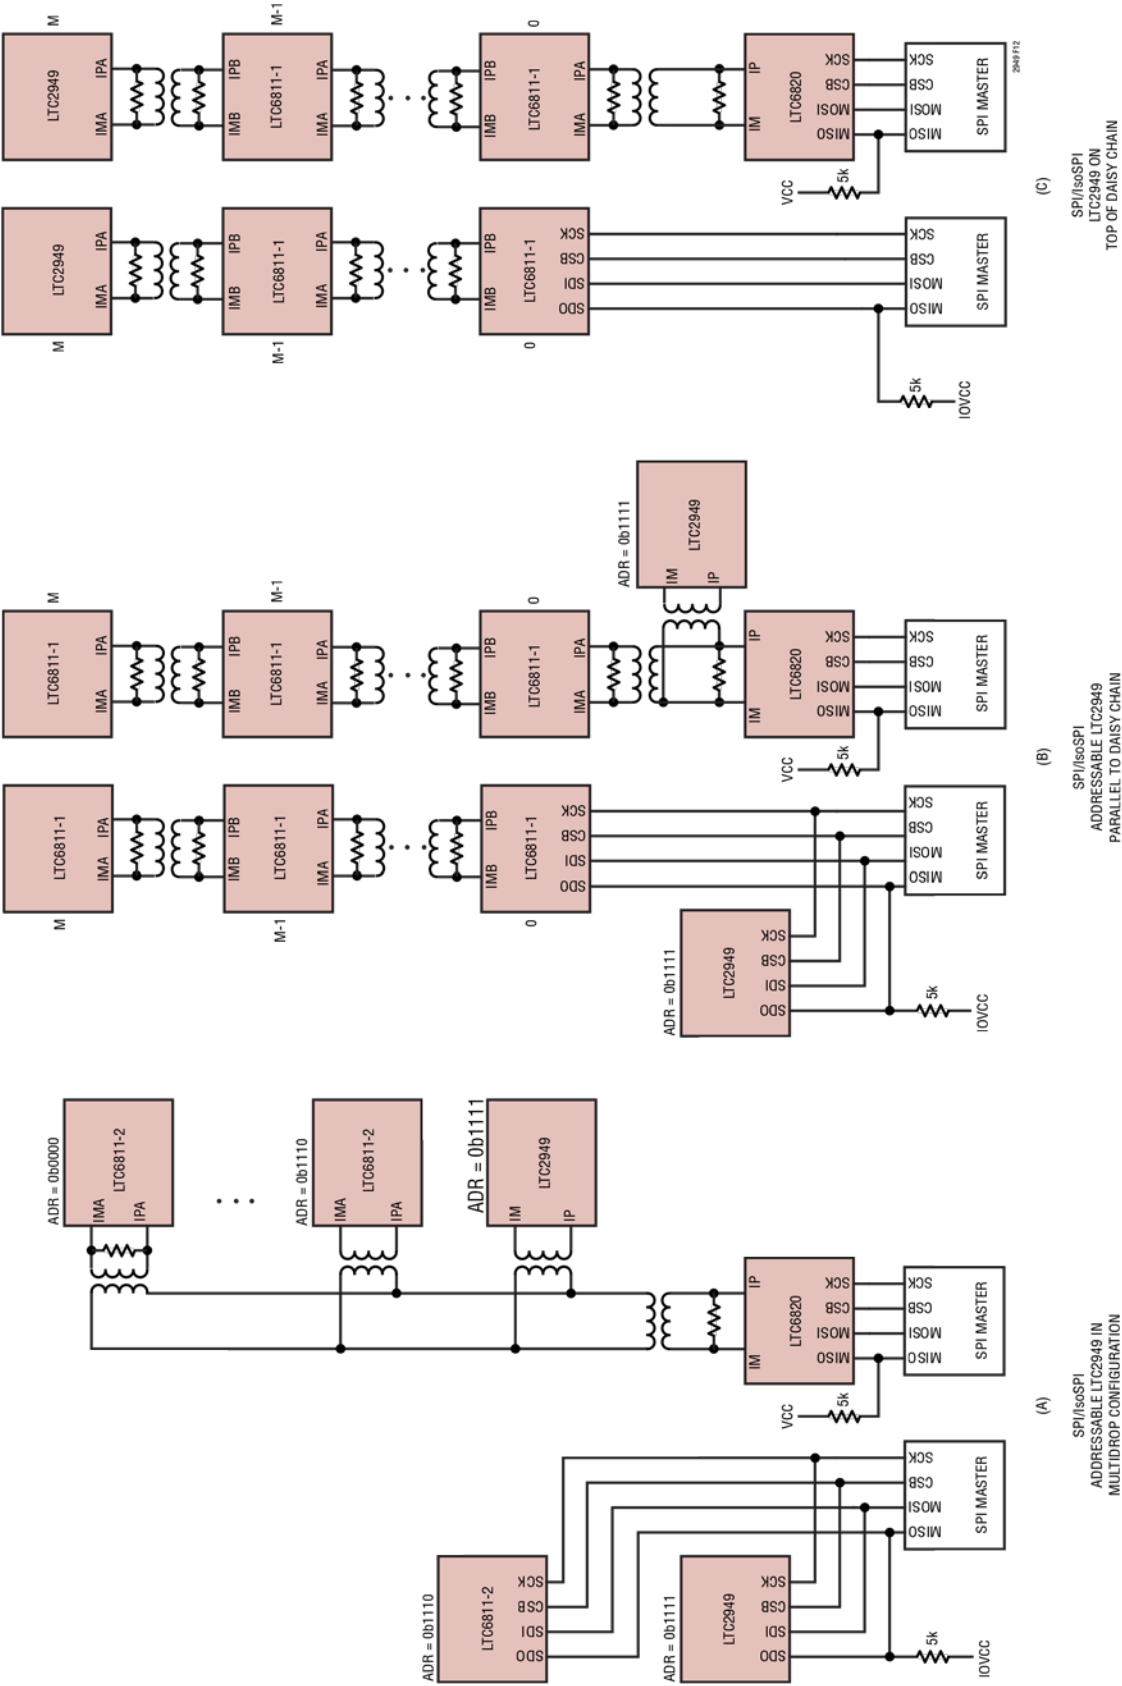 ADR = 0b1110
LTC6811-2
SDO
SDI
CSB
SCK
ADR = 0b1111
LTC2949
SDO
SDI
CSB
SCK
5k
IOVCC
MISO
MOSI
CSB
SCK
SPI MASTER
ADR = 0b0000
LTC6811-2
IMA
IPA
ADR = 0b1110
LTC6811-2
IMA
IPA
ADR = 0b1111
LTC2949
IM
IP
IM
IP
LTC6820
MISO
MOSI
CSB
SCK
VCC
5k
MISO
MOSI
CSB
SCK
SPI MASTER
(A)
SPI/IsoSPI
ADDRESSABLE LTC2949 IN
MULTIDROP CONFIGURATION
M
LTC6811-1
IMA
IPA
M-1
IMB
IPB
LTC6811-1
IMA
IPA
0
IMB
IPB
LTC6811-1
SDO
SDI
CSB
SCK
ADR = 0b1111
LTC2949
SDO
SDI
CSB
SCK
5k
IOVCC
MISO
MOSI
CSB
SCK
SPI MASTER
M
LTC6811-1
IMA
IPA
M-1
IMB
IPB
LTC6811-1
IMA
IPA
0
IMB
IPB
LTC6811-1
IMA
IPA
ADR = 0b1111
LTC2949
IM
IP
IM
IP
LTC6820
MISO
MOSI
CSB
SCK
VCC
5k
MISO
MOSI
CSB
SCK
SPI MASTER
(B)
SPI/IsoSPI
ADDRESSABLE LTC2949
PARALLEL TO DAISY CHAIN
M
LTC2949
IMA
IPA
M-1
IMB
IPB
LTC6811-1
IMA
IPA
0
IMB
IPB
LTC6811-1
SDO
SDI
CSB
SCK
5k
IOVCC
MISO
MOSI
CSB
SCK
SPI MASTER
M
LTC2949
IMA
IPA
M-1
IMB
IPB
LTC6811-1
IMA
IPA
0
IMB
IPB
LTC6811-1
IMA
IPA
IM
IP
LTC6820
MISO
MOSI
CSB
SCK
VCC
5k
MISO
MOSI
CSB
SCK
SPI MASTER
2949 F12
(C)
SPI/IsoSPI
LTC2949 ON
TOP OF DAISY CHAIN